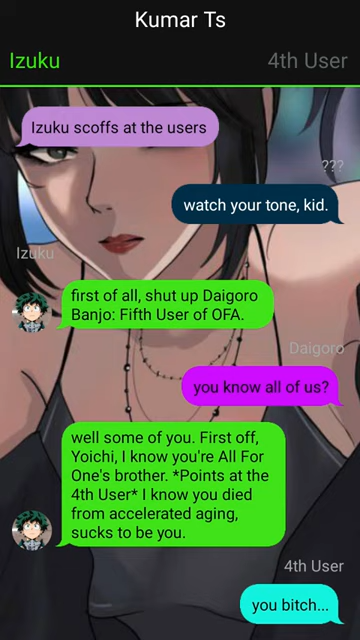 Kumar Ts
Izuku
4th User
Izuku scoffs at the users
???
watch your tone, kid.
Izuku
first of all, shut up Daigoro
Banjo: Fifth User of OFA.
Daigoro
you know all of us?
well some of you. First off,
Yoichi, I know you're All For
One's brother. *Points at the
4th User* I know you died
from accelerated aging,
sucks to be you.
4th User
you bitch...